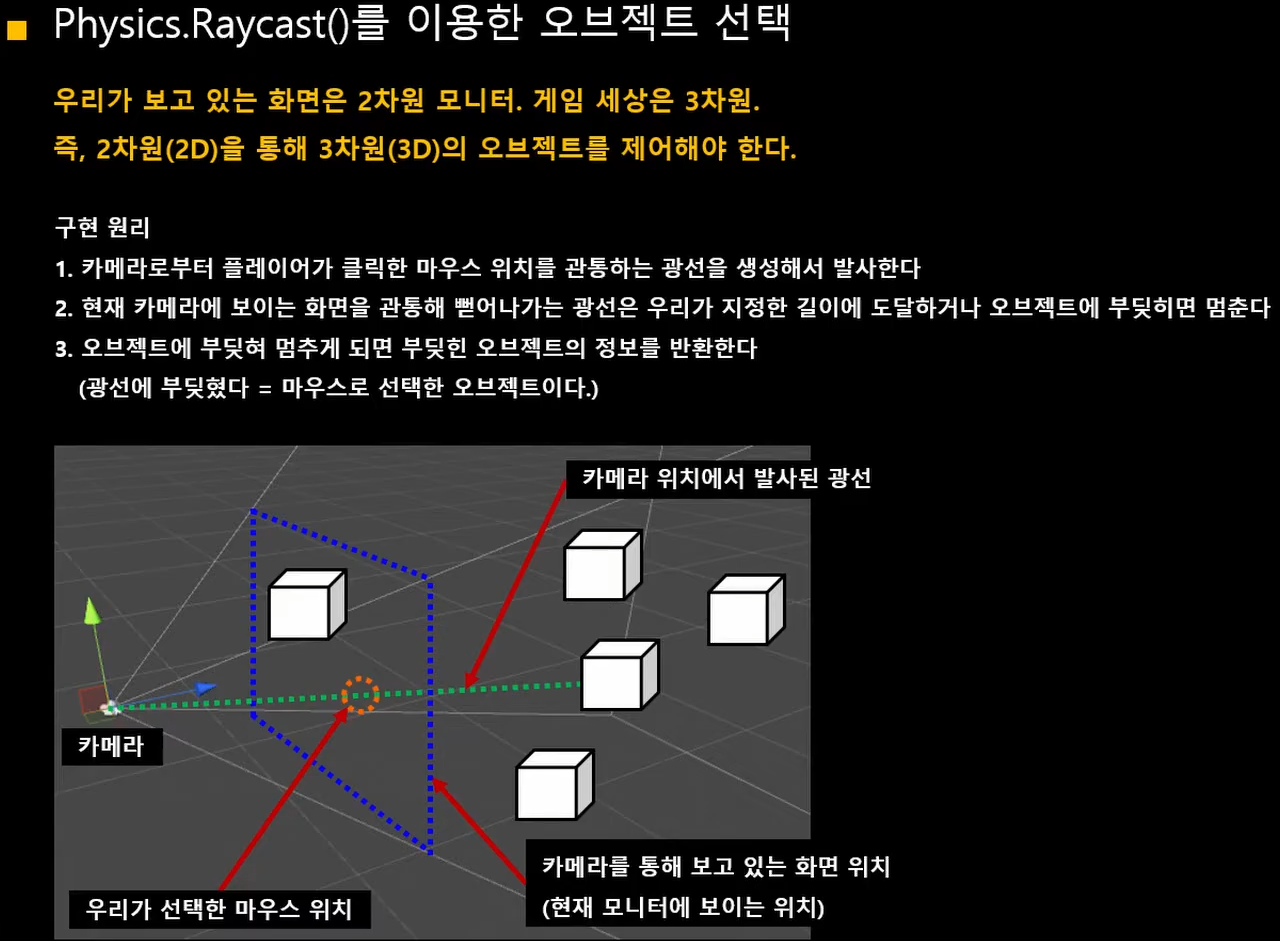 Physics.Raycast()를 이용한 오브젝트 선택
우리가 보고 있는 화면은 2차원 모니터. 게임 세상은 3차원.
즉, 2차원(2D)을 통해 3차원(3D)의 오브젝트를 제어해야 한다.
구현 원리
1. 카메라로부터 플레이어가 클릭한 마우스 위치를 관통하는 광선을 생성해서 발사한다
2. 현재 카메라에 보이는 화면을 관통해 뻗어나가는 광선은 우리가 지정한 길이에 도달하거나 오브젝트에 부딪히면 멈춘다
3. 오브젝트에 부딪혀 멈추게 되면 부딪힌 오브젝트의 정보를 반환한다
(광선에 부딪혔다 = 마우스로 선택한 오브젝트이다.)
카메라 위치에서 발사된 광선
카메라
카메라를 통해 보고 있는 화면 위치
(현재 모니터에 보이는 위치)
우리가 선택한 마우스 위치